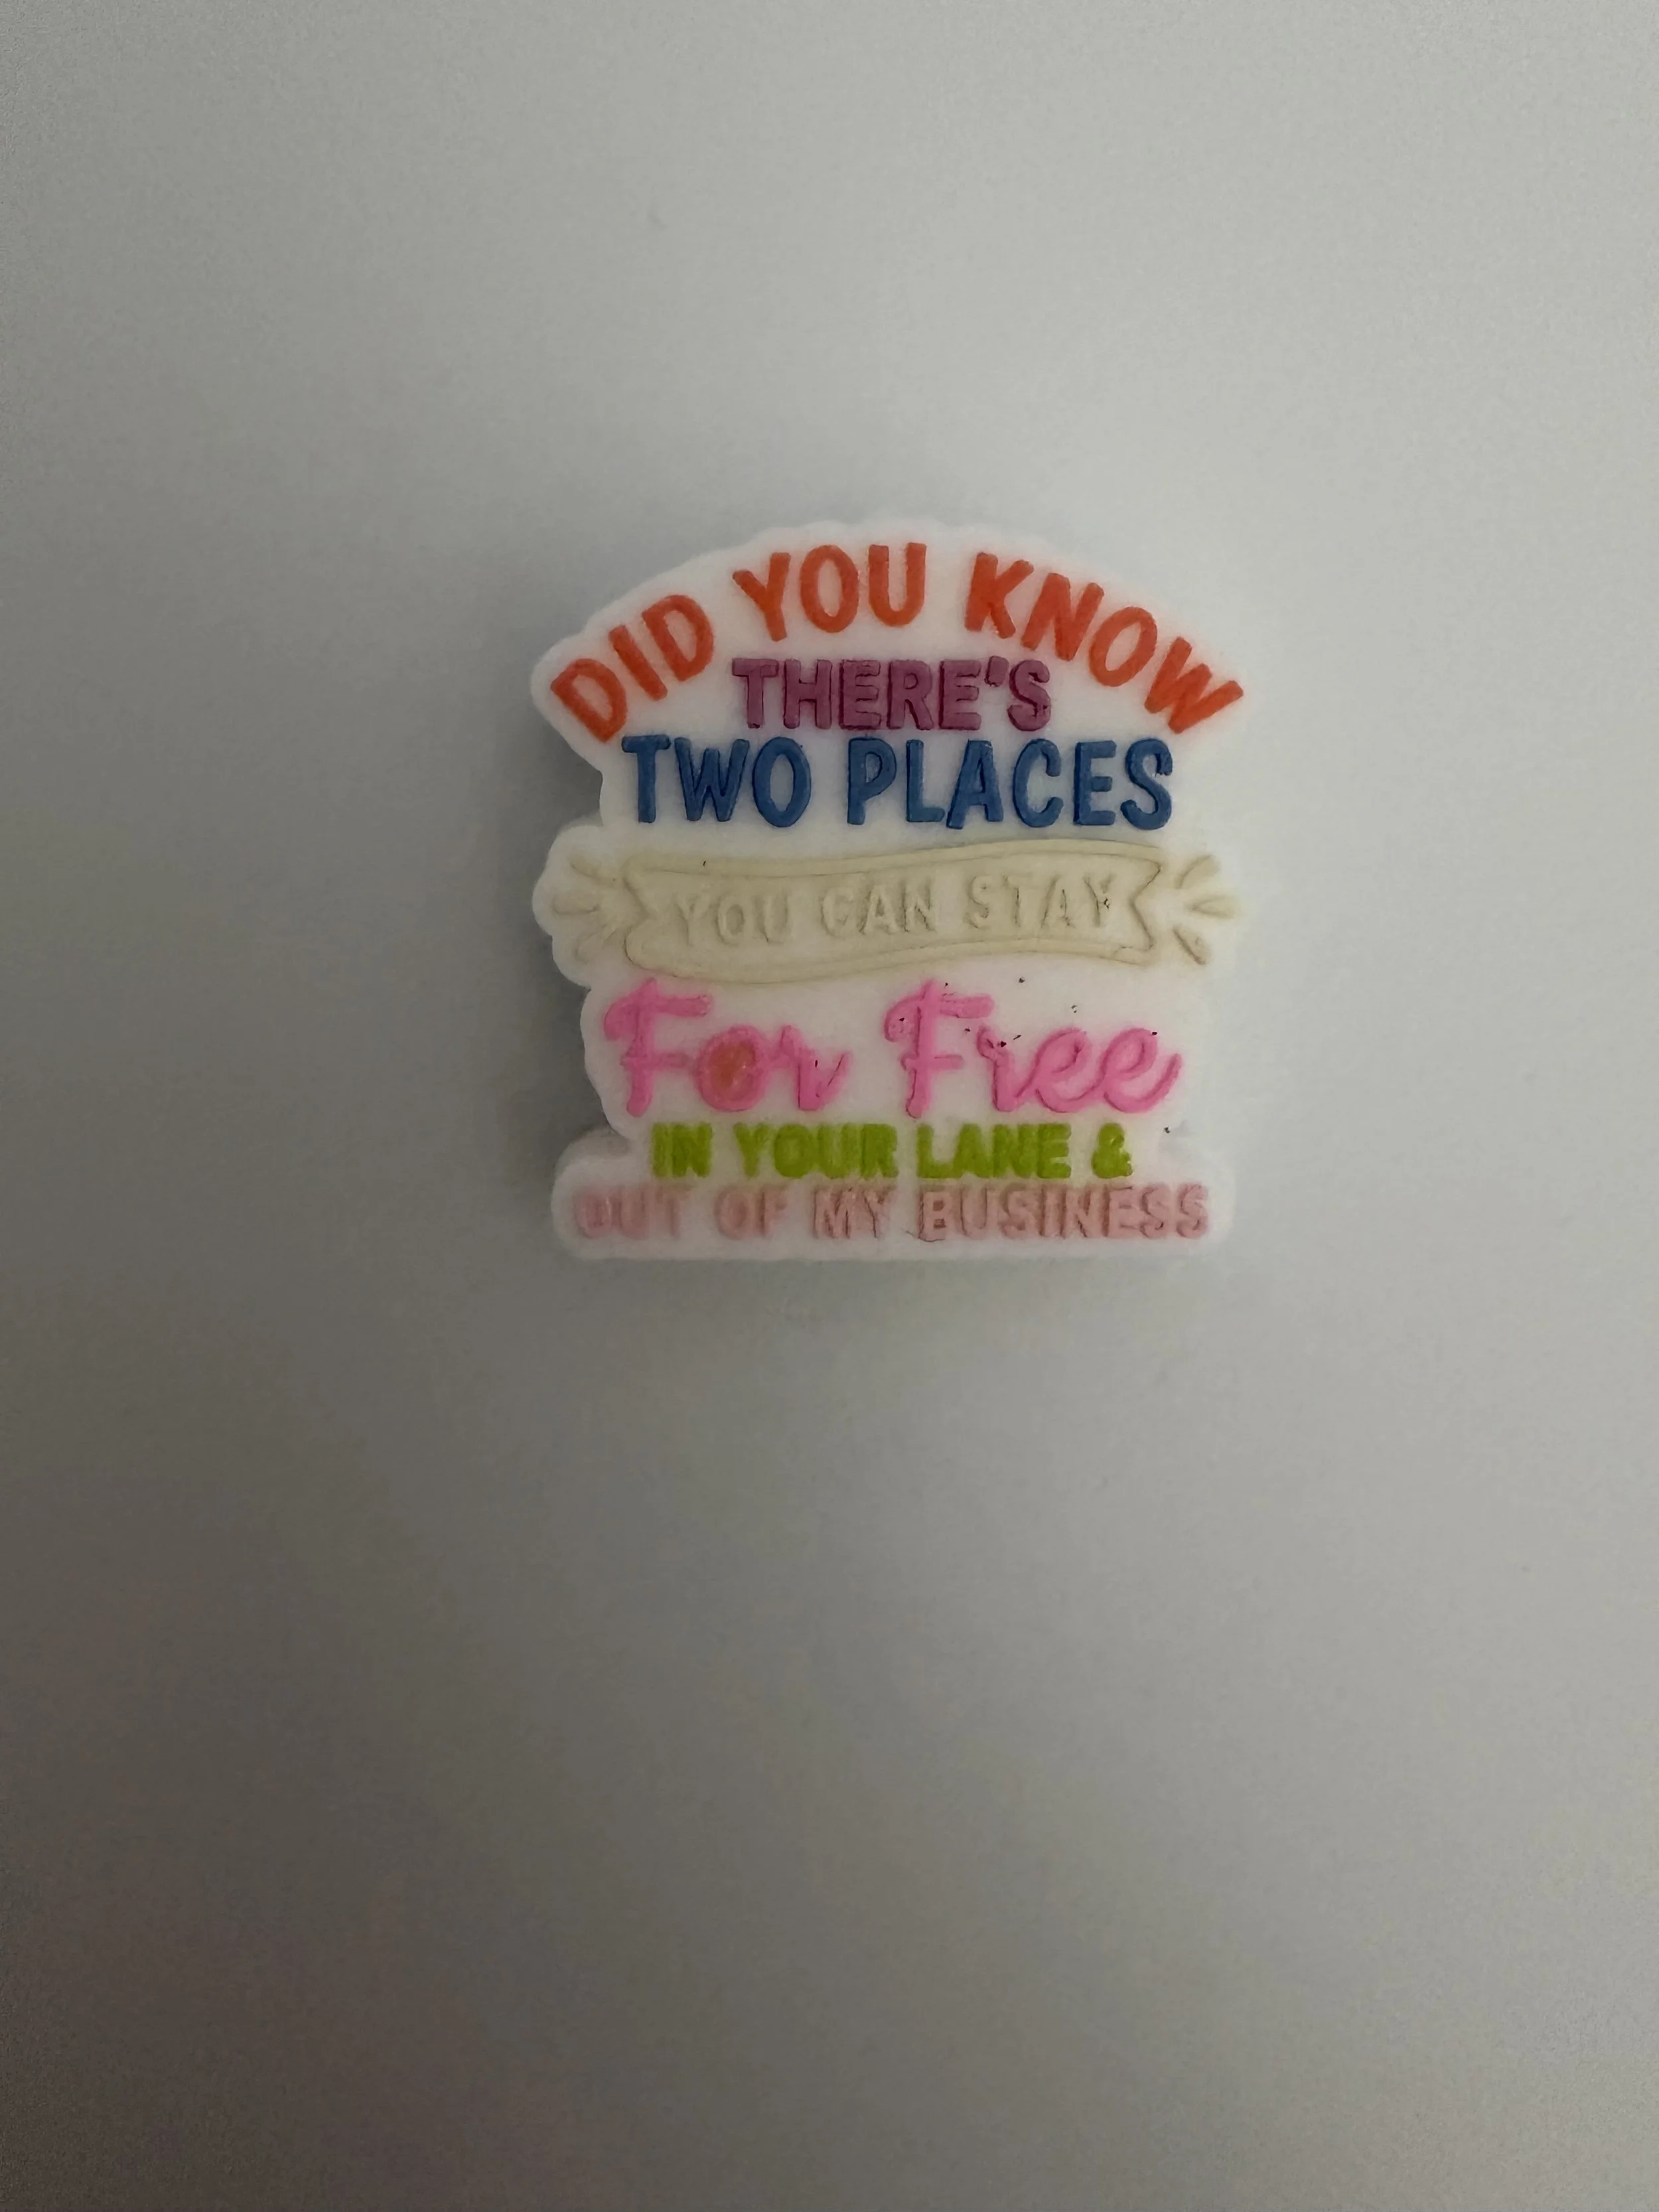 DID YOU KNOW
THERE'S
TWO PLACES
YOU CAN STAY
For Free
IN YOUR LANE &
OUT OF MY BUSINESS